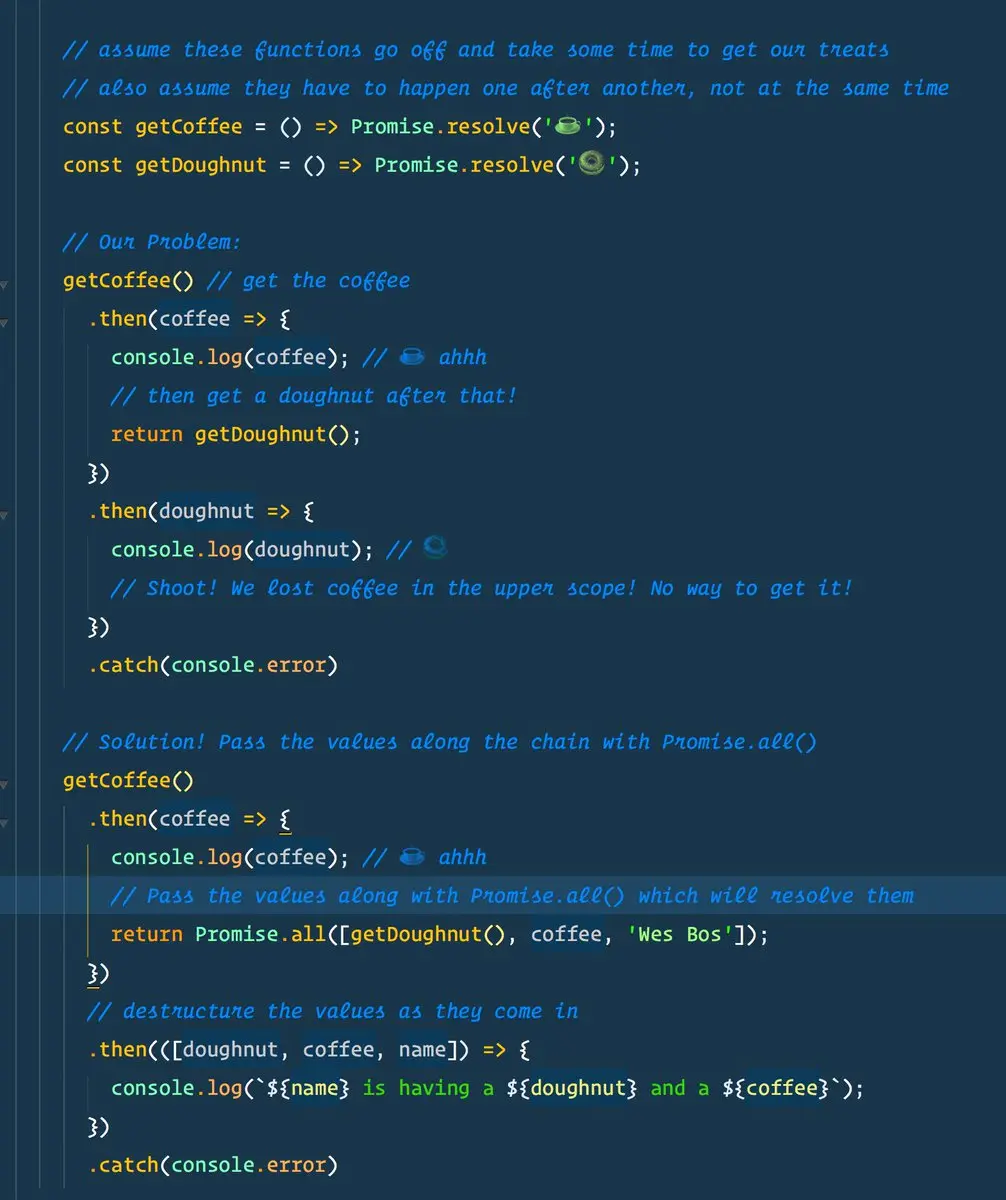 // assume these functions go off and take some time to get our treats
// also assume they have to happen one after another, not at the same time
const getCoffee = () => Promise.resolve('☕');
const getDoughnut = () => Promise.resolve('🍩');
// Our Problem:
getCoffee() // get the coffee
.then(coffee => {
console.log(coffee); // ☕ ahhh
// then get a doughnut after that!
return getDoughnut();
})
.then(doughnut => {
console.log(doughnut); // 🍩
// Shoot! We lost coffee in the upper scope! No way to get it!
})
.catch(console.error)
// Solution! Pass the values along the chain with Promise.all()
getCoffee()
.then(coffee => {
console.log(coffee); // ☕ ahhh
// Pass the values along with Promise.all() which will resolve them
return Promise.all([getDoughnut(), coffee, 'Wes Bos']);
})
// destructure the values as they come in
.then(([doughnut, coffee, name]) => {
console.log(`${name} is having a ${doughnut} and a ${coffee}`);
})
.catch(console.error)